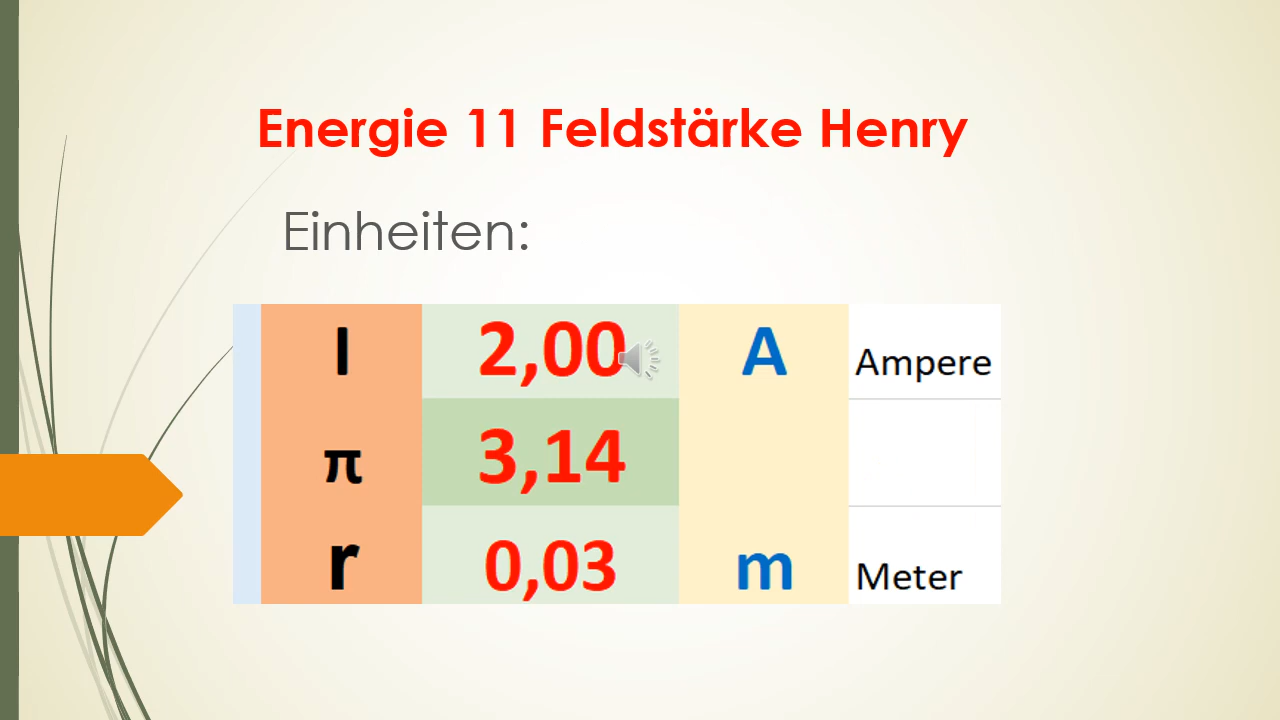 Energie 11 Feldstärke Henry
Einheiten:
I 2,00 A Ampere
π 3,14
r 0,03 m Meter